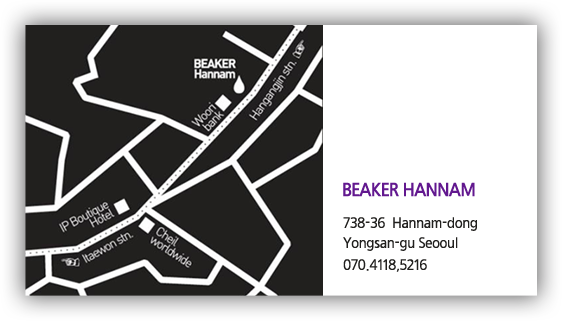 BEAKER
Hannam
Hangangjin stn.
Woori
bank
IP Boutique
Hotel
Cheil
worldwide
Itaewon stn.
BEAKER HANNAM
738-36 Hannam-dong
Yongsan-gu Seooul
070.4118,5216